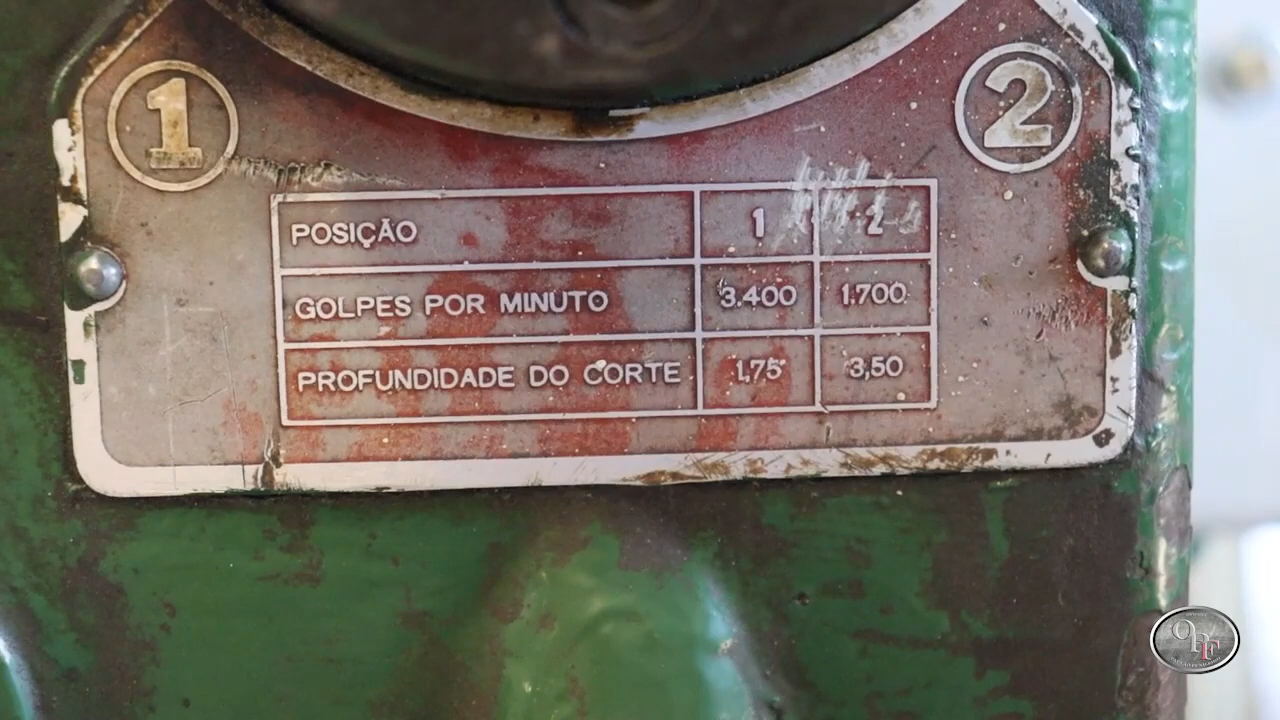 1
2
POSIÇÃO 1 2
GOLPES POR MINUTO 3.400 1.700
PROFUNDIDADE DO CORTE 1,75 3,50
OPF